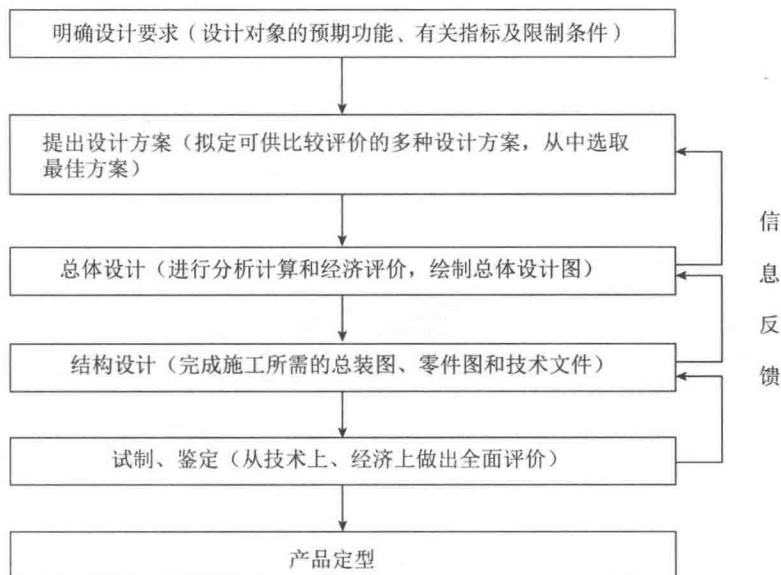 明确设计要求（设计对象的预期功能、有关指标及限制条件）
提出设计方案（拟定可供比较评价的多种设计方案，从中选取
最佳方案）
总体设计（进行分析计算和经济评价，绘制总体设计图）
结构设计（完成施工所需的总装图、零件图和技术文件）
试制、鉴定（从技术上、经济上做出全面评价）
产品定型
信
息
反
馈